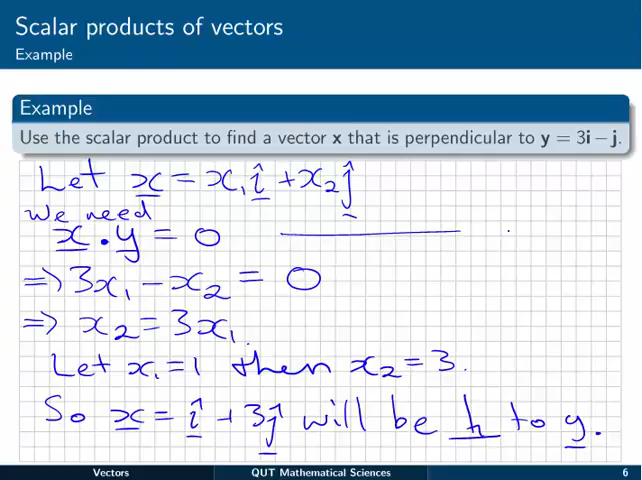 Scalar products of vectors
Example
Example
Use the scalar product to find a vector x that is perpendicular to y = 3i − j.
Let x = x₁î + x₂ĵ
We need
x · y = 0
⇒ 3x₁ − x₂ = 0
⇒ x₂ = 3x₁.
Let x₁ = 1 then x₂ = 3.
So x = î + 3ĵ will be to y.
Vectors QUT Mathematical Sciences 6